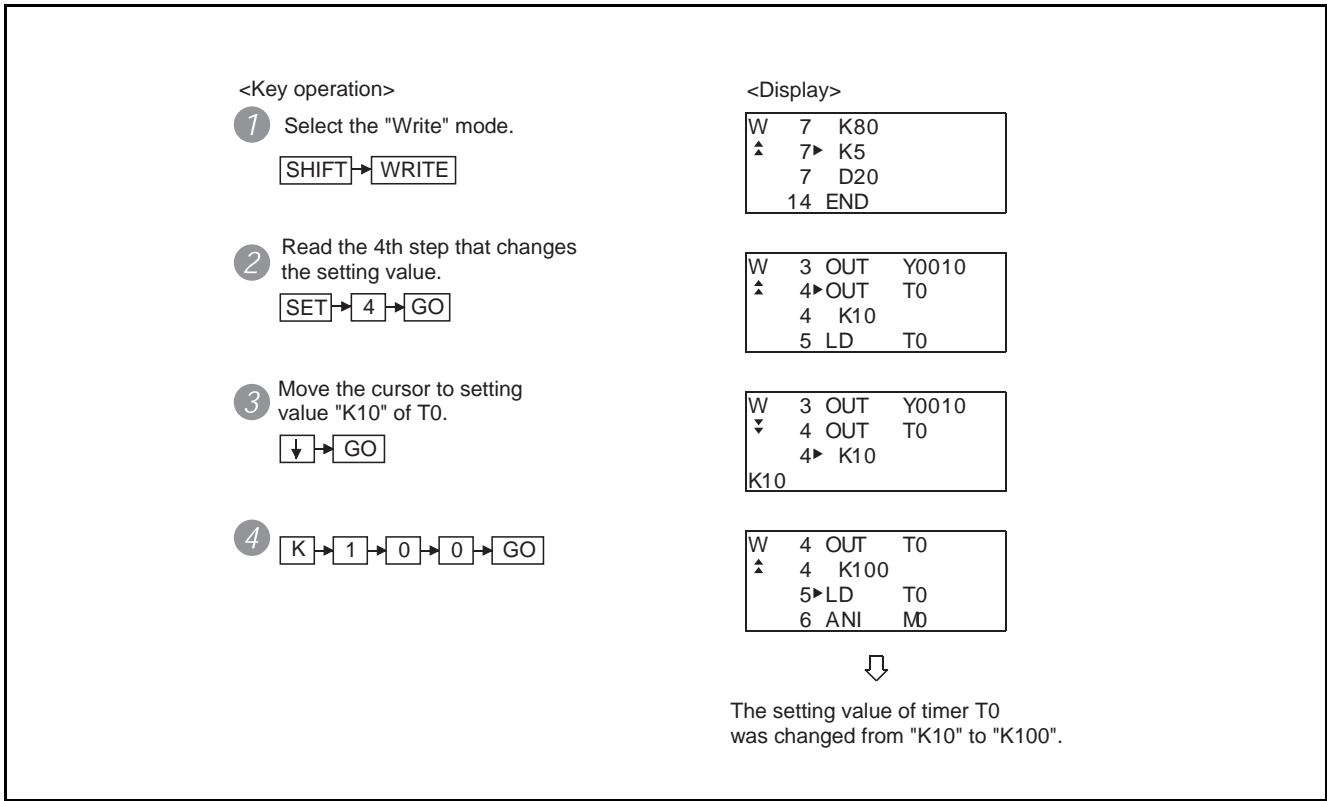 <Key operation>
<Display>
1 Select the "Write" mode.
SHIFT WRITE
W 7 K80
7 K5
7 D20
14 END
2 Read the 4th step that changes
the setting value.
SET 4 GO
W 3 OUT Y0010
4 OUT T0
4 K10
5 LD T0
3 Move the cursor to setting
value "K10" of T0.
GO
W 3 OUT Y0010
4 OUT T0
4 K10
K10
4 K 1 0 0 GO
W 4 OUT T0
4 K100
5 LD T0
6 ANI M0
The setting value of timer T0
was changed from "K10" to "K100".